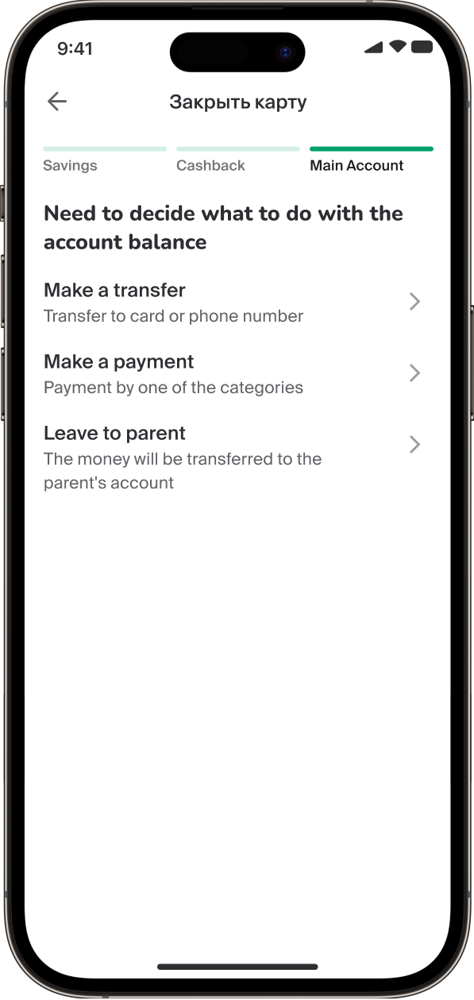 9:41
Закрыть карту
Savings
Cashback
Main Account
Need to decide what to do with the
account balance
Make a transfer
Transfer to card or phone number
Make a payment
Payment by one of the categories
Leave to parent
The money will be transferred to the
parent's account